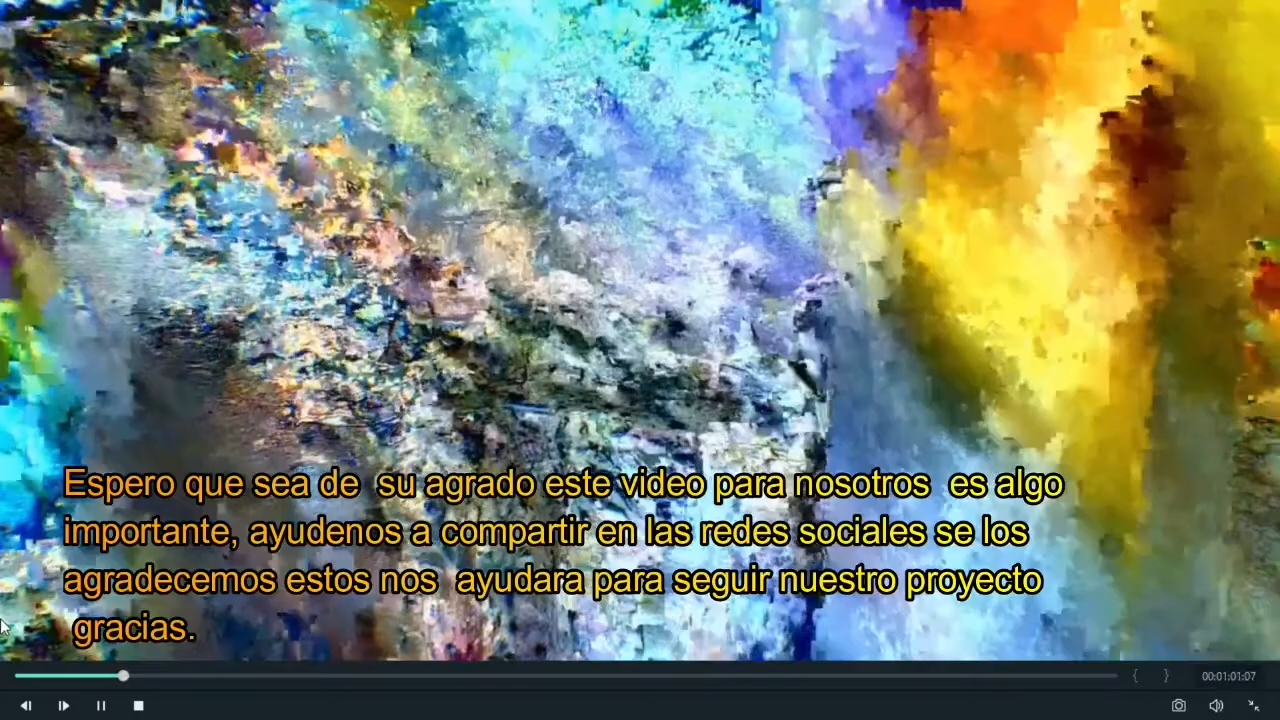 Espero que sea de su agrado este video para nosotros es algo
importante, ayudenos a compartir en las redes sociales se los
agradecemos estos nos ayudara para seguir nuestro proyecto
gracias.
{ } 00:01:01:07